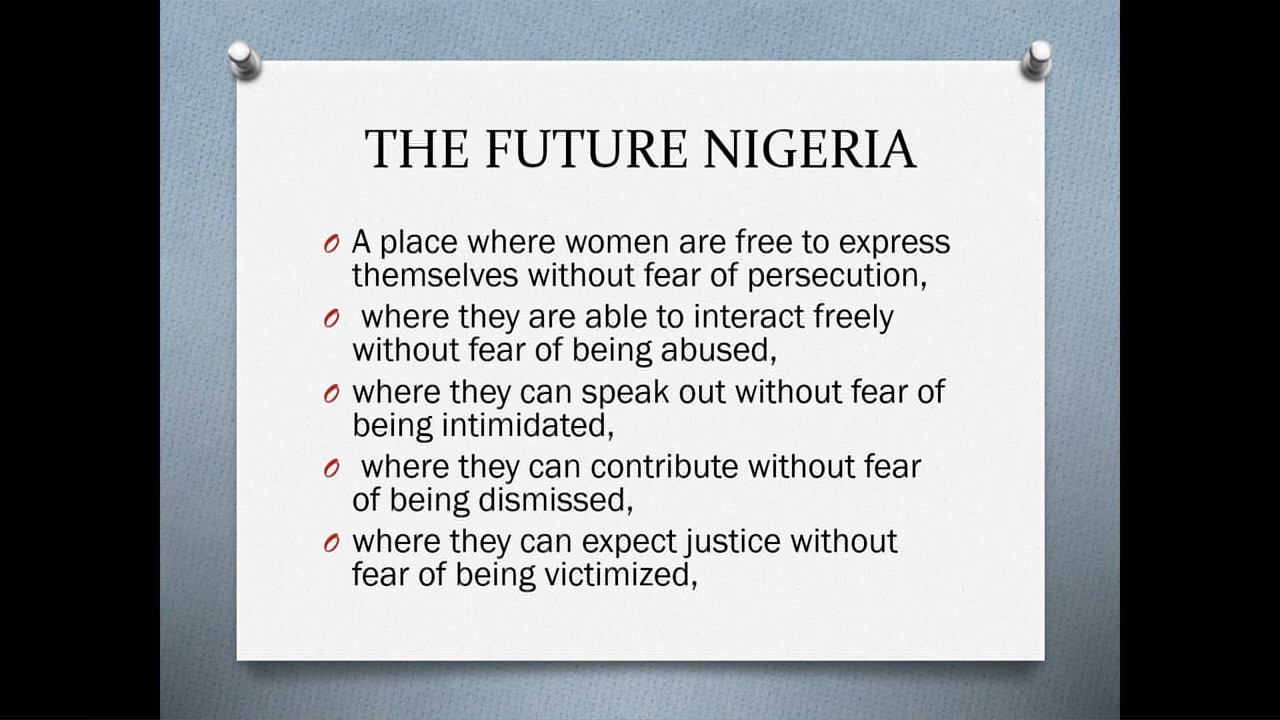 THE FUTURE NIGERIA
A place where women are free to express
themselves without fear of persecution,
where they are able to interact freely
without fear of being abused,
where they can speak out without fear of
being intimidated,
where they can contribute without fear
of being dismissed,
where they can expect justice without
fear of being victimized,